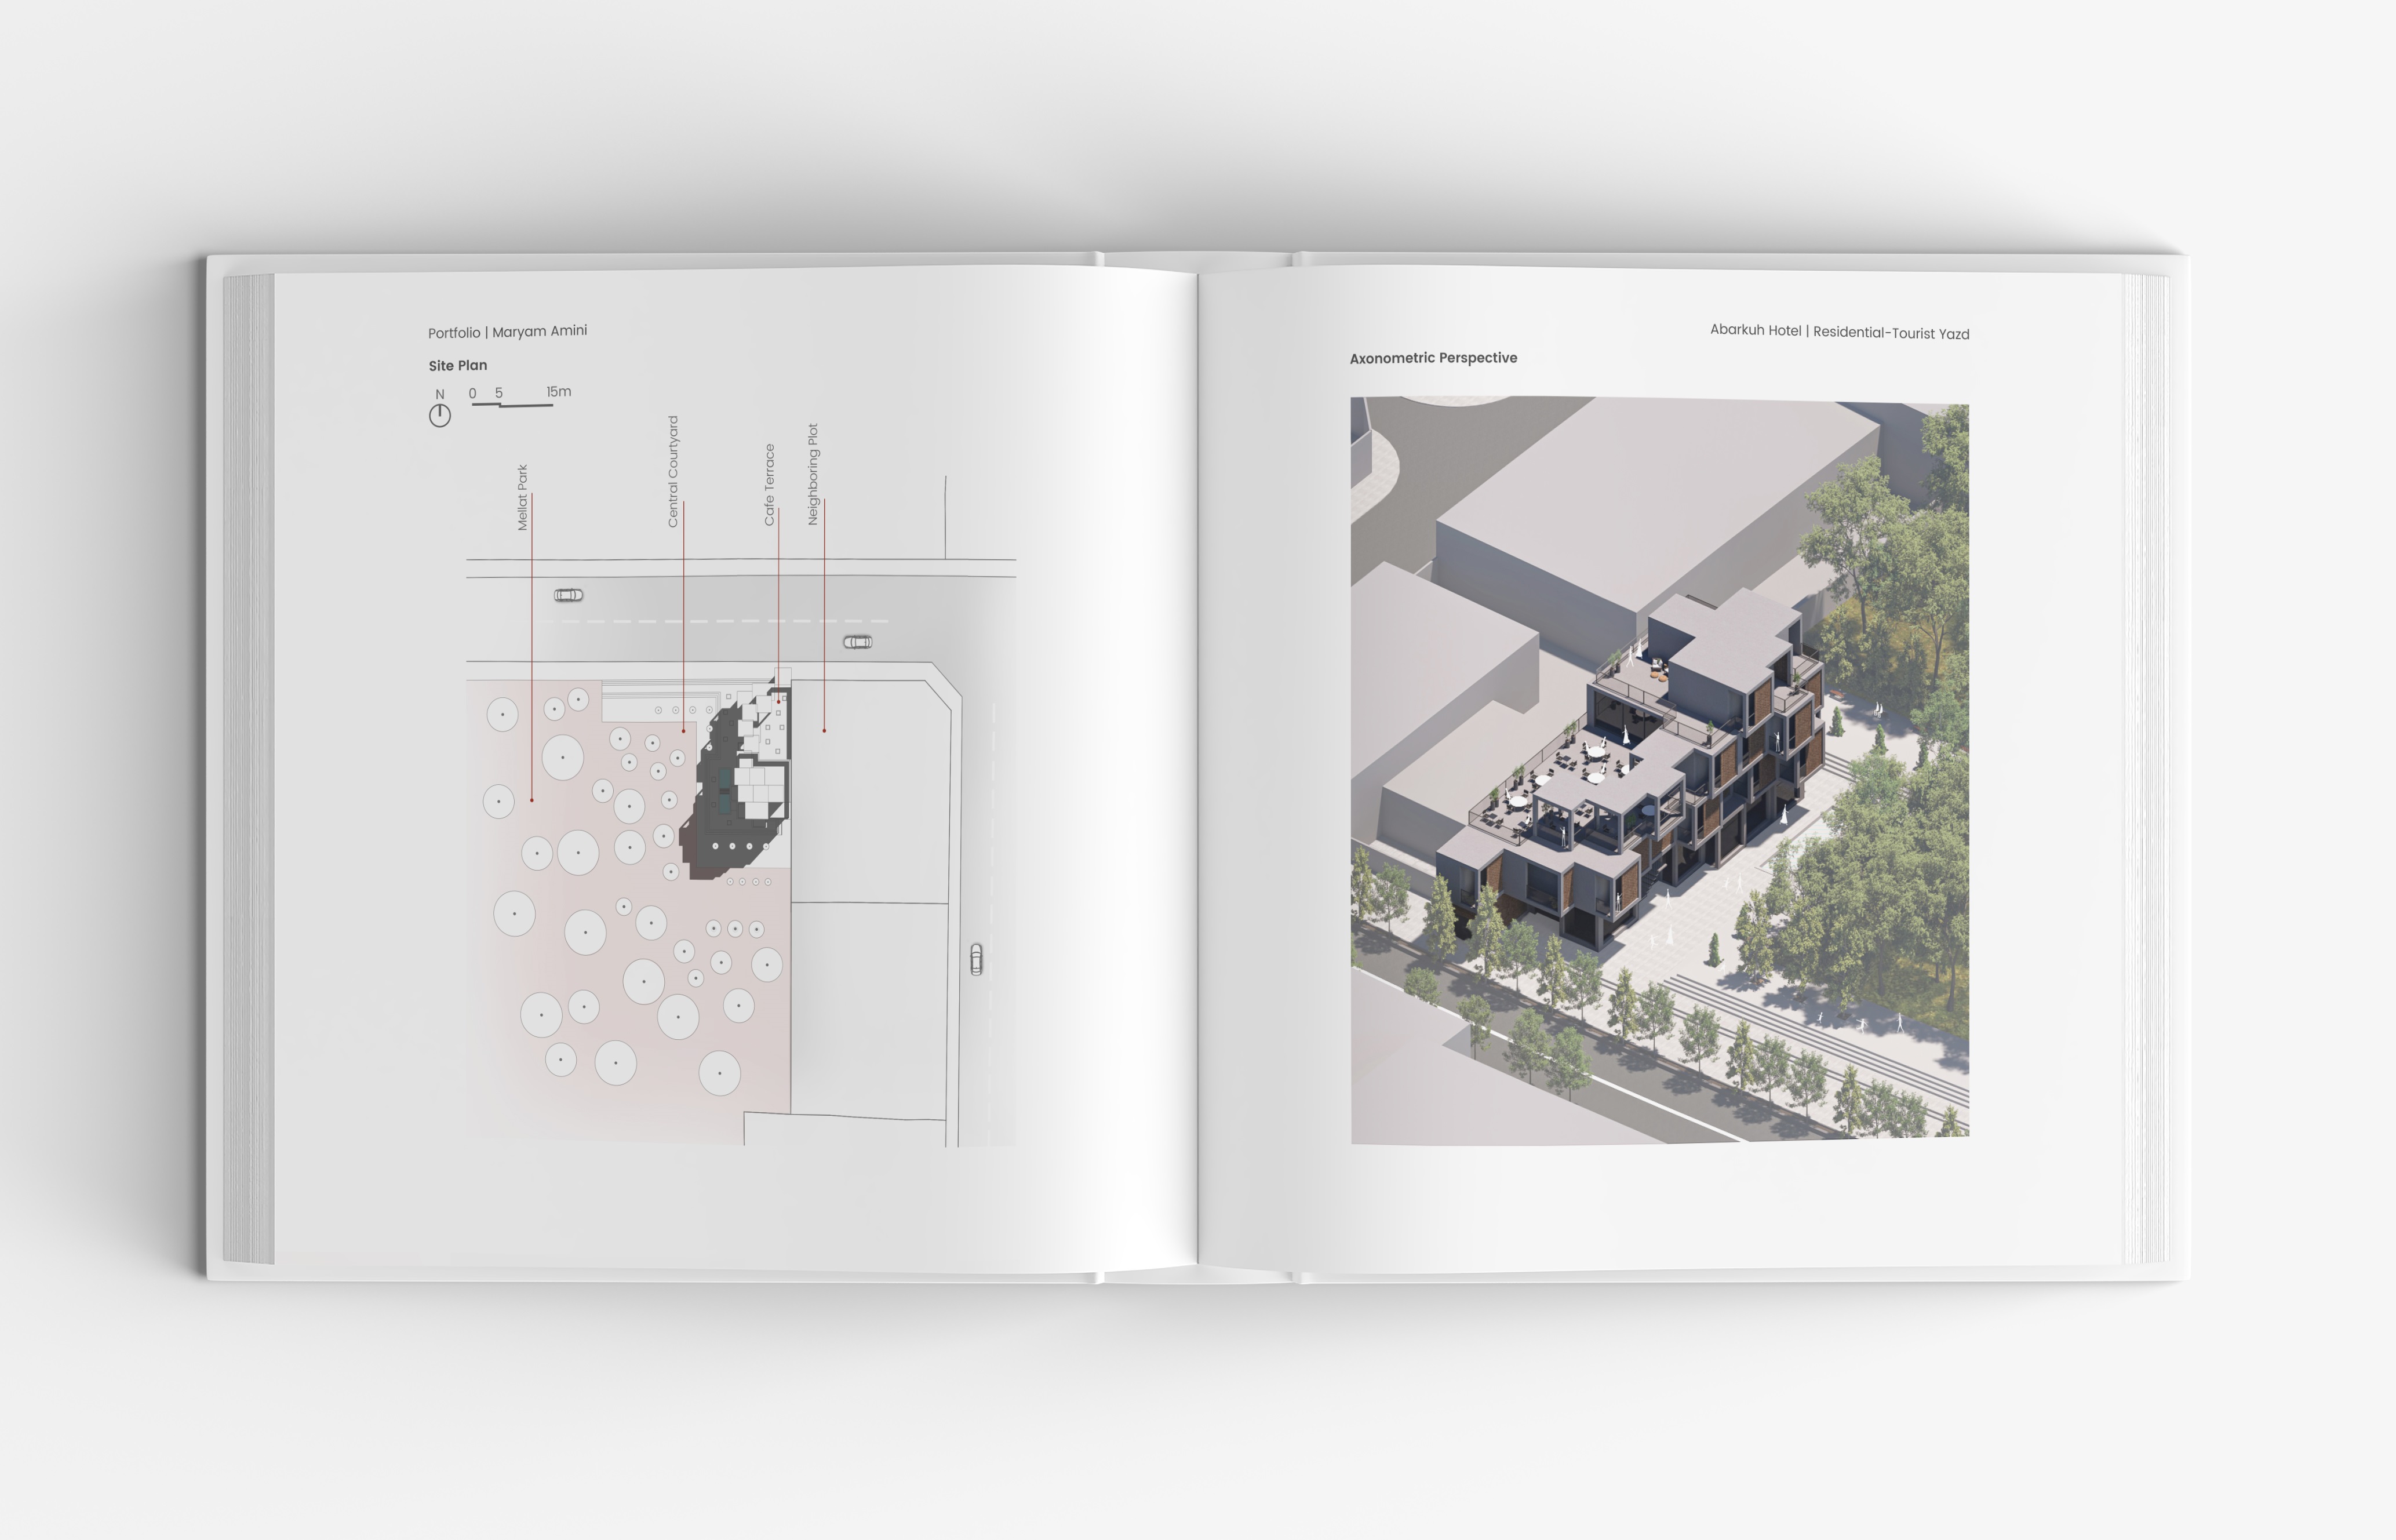 Portfolio | Maryam Amini
Site Plan
N
0 5 15m
Mellat Park
Central Courtyard
Cafe Terrace
Neighboring Plot
Abarkuh Hotel | Residential-Tourist Yazd
Axonometric Perspective